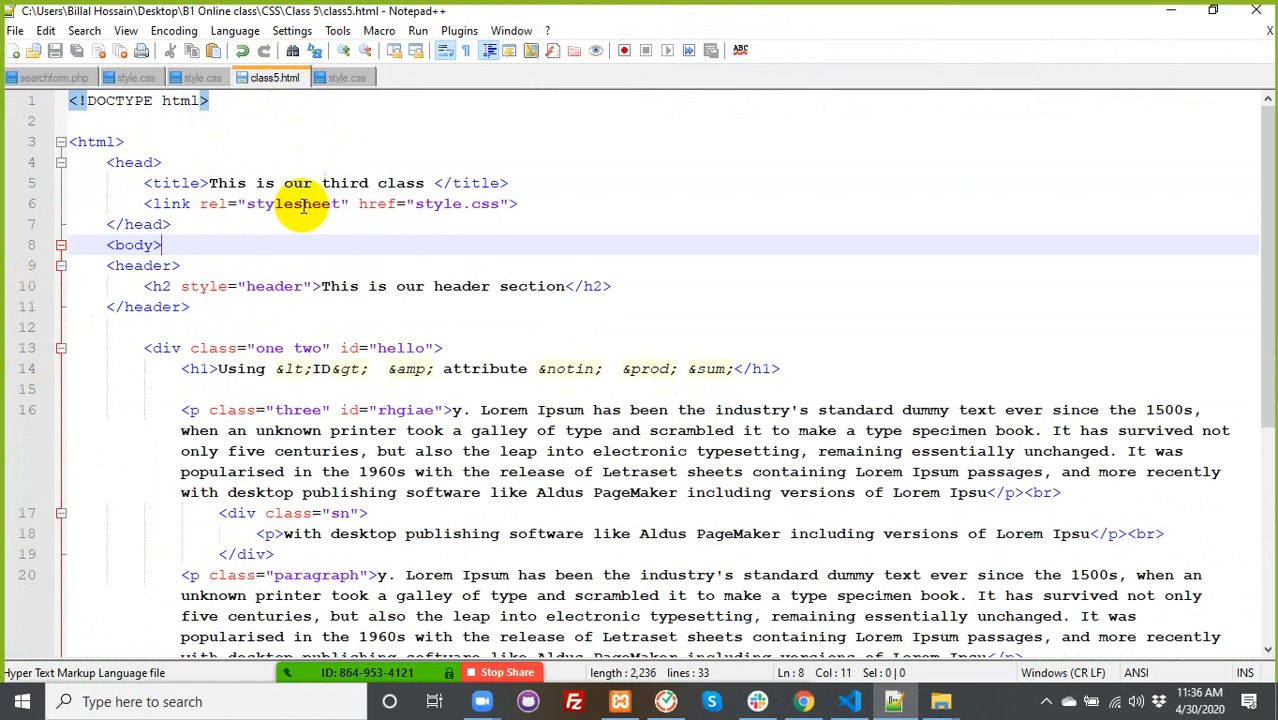 C:\Users\Billal Hossain\Desktop\B1 Online class\CSS\Class 5\class5.html - Notepad++
File Edit Search View Encoding Language Settings Tools Macro Run Plugins Window ? X
ABC
searchform.php style.css style.css class5.html style.css
1 <!DOCTYPE html>
2
3 <html>
4 <head>
5 <title>This is our third class </title>
6 <link rel="stylesheet" href="style.css">
7 </head>
8 <body>
9 <header>
10 <h2 style="header">This is our header section</h2>
11 </header>
12
13 <div class="one two" id="hello">
14 <h1>Using &lt;ID&gt; &amp; attribute &notin; &prod; &sum;</h1>
15
16 <p class="three" id="rhgiae">y. Lorem Ipsum has been the industry's standard dummy text ever since the 1500s,
when an unknown printer took a galley of type and scrambled it to make a type specimen book. It has survived not
only five centuries, but also the leap into electronic typesetting, remaining essentially unchanged. It was
popularised in the 1960s with the release of Letraset sheets containing Lorem Ipsum passages, and more recently
with desktop publishing software like Aldus PageMaker including versions of Lorem Ipsu</p><br>
17 <div class="sn">
18 <p>with desktop publishing software like Aldus PageMaker including versions of Lorem Ipsu</p><br>
19 </div>
20 <p class="paragraph">y. Lorem Ipsum has been the industry's standard dummy text ever since the 1500s, when an
unknown printer took a galley of type and scrambled it to make a type specimen book. It has survived not only
five centuries, but also the leap into electronic typesetting, remaining essentially unchanged. It was
popularised in the 1960s with the release of Letraset sheets containing Lorem Ipsum passages, and more recently
with desktop publishing software like Aldus PageMaker including versions of Lorem Ipsu</p><br>
Hyper Text Markup Language file ID: 864-953-4121 Stop Share length : 2,236 lines : 33 Ln : 8 Col : 11 Sel : 0 | 0 Windows (CR LF) ANSI INS
Type here to search
11:36 AM
4/30/2020